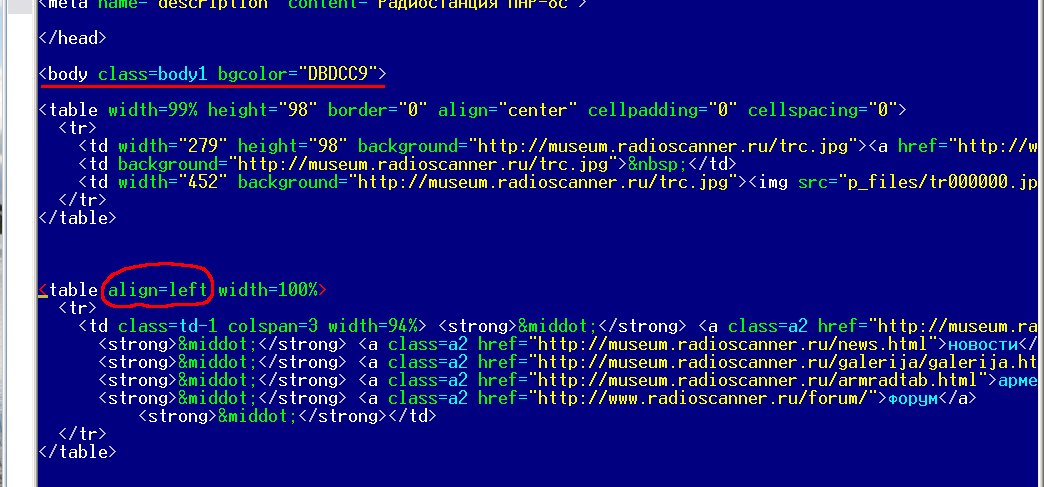 <meta name="description" content="Радиостанция ПНР-8с">
</head>
<body class=body1 bgcolor="DBDCC9">
<table width=99% height="98" border="0" align="center" cellpadding="0" cellspacing="0">
<tr>
<td width="279" height="98" background="http://museum.radioscanner.ru/trc.jpg"><a href="http://w
<td background="http://museum.radioscanner.ru/trc.jpg">&nbsp;</td>
<td width="452" background="http://museum.radioscanner.ru/trc.jpg"><img src="p_files/tr000000.jp
</tr>
</table>
<table align=left width=100%>
<tr>
<td class=td-1 colspan=3 width=94%> <strong>&middot;</strong> <a class=a2 href="http://museum.ra
<strong>&middot;</strong> <a class=a2 href="http://museum.radioscanner.ru/news.html">новости</
<strong>&middot;</strong> <a class=a2 href="http://museum.radioscanner.ru/galerija/galerija.ht
<strong>&middot;</strong> <a class=a2 href="http://museum.radioscanner.ru/armradtab.html">арме
<strong>&middot;</strong> <a class=a2 href="http://www.radioscanner.ru/forum/">форум</a>
<strong>&middot;</strong></td>
</tr>
</table>